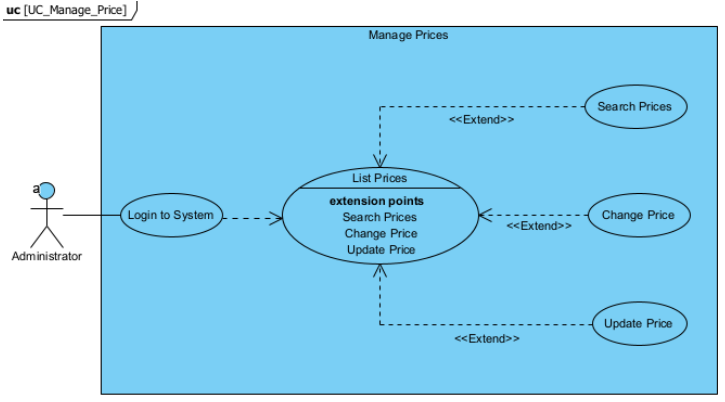 uc [UC_Manage_Price]
Manage Prices
Search Prices
<<Extend>>
List Prices
extension points
Search Prices
Change Price
Update Price
a
Administrator
Login to System
Change Price
<<Extend>>
Update Price
<<Extend>>